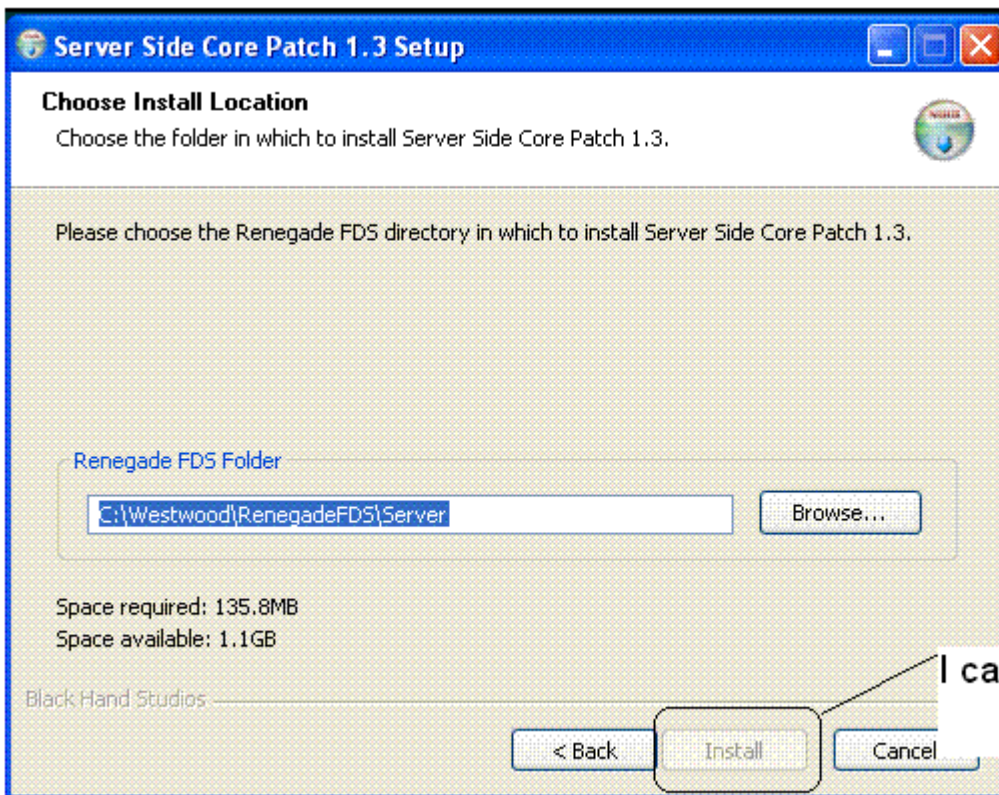 Server Side Core Patch 1.3 Setup
Choose Install Location
Choose the folder in which to install Server Side Core Patch 1.3.
Please choose the Renegade FDS directory in which to install Server Side Core Patch 1.3.
Renegade FDS Folder
C:\Westwood\RenegadeFDS\Server
Browse...
Space required: 135.8MB
Space available: 1.1GB
I ca
Black Hand Studios
< Back
Install
Cancel